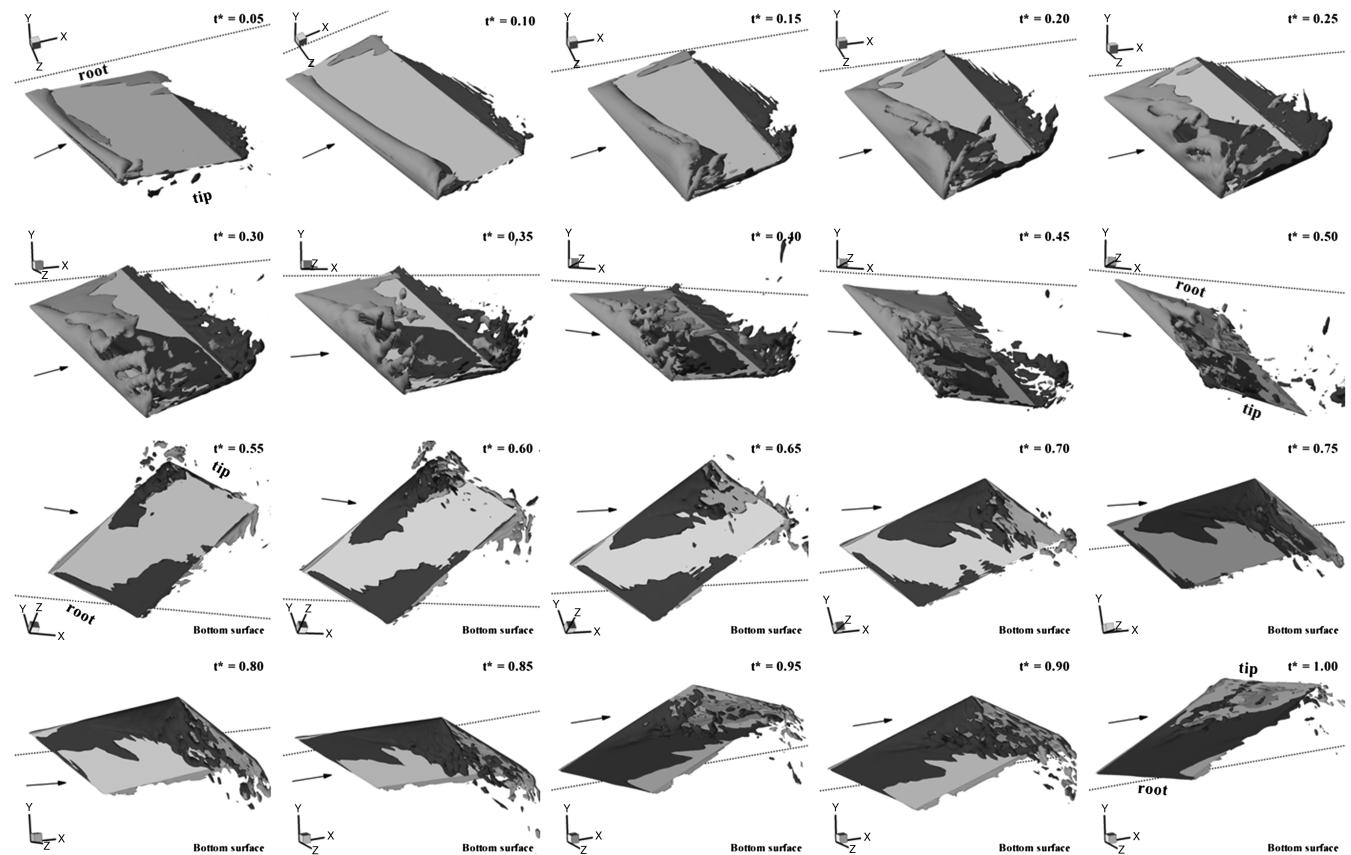 t* = 0.05
Y
X
Z
root
tip
t* = 0.10
Y
X
Z
t* = 0.15
Y
X
Z
t* = 0.20
Y
X
Z
t* = 0.25
Y
X
Z
t* = 0.30
Y
X
Z
t* = 0.35
Y
Z
X
t* = 0.40
Y
Z
X
t* = 0.45
Y
Z
X
t* = 0.50
Y
Z
X
root
tip
t* = 0.55
tip
root
Y
Z
X
Bottom surface
t* = 0.60
Y
Z
X
Bottom surface
t* = 0.65
Y
Z
X
Bottom surface
t* = 0.70
Y
Z
X
Bottom surface
t* = 0.75
Y
Z
X
Bottom surface
t* = 0.80
Y
X
Z
Bottom surface
t* = 0.85
Y
X
Z
Bottom surface
t* = 0.95
Y
X
Z
Bottom surface
t* = 0.90
Y
X
Z
Bottom surface
tip
t* = 1.00
root
Y
X
Z
Bottom surface